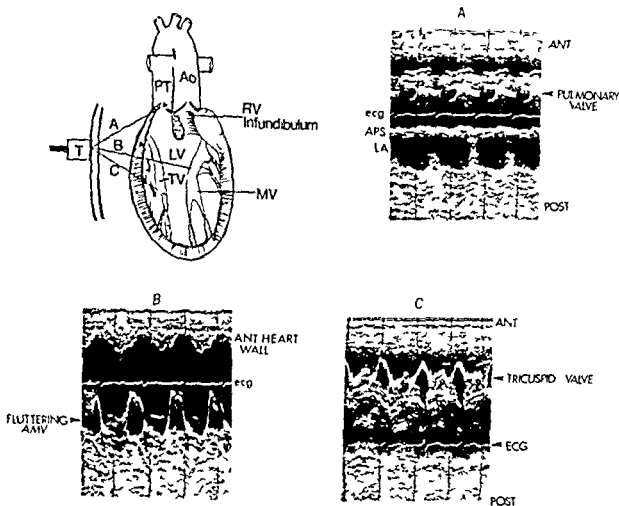 PT
Ao
A
B
C
T
LV
TV
RV
Infundibulum
MV
A
ANT
PULMONARY
VALVE
ecg
APS
LA
POST
B
ANT HEART
WALL
ecg
FLUTTERING
AMV
C
ANT
TRICUSPID VALVE
ECG
POST